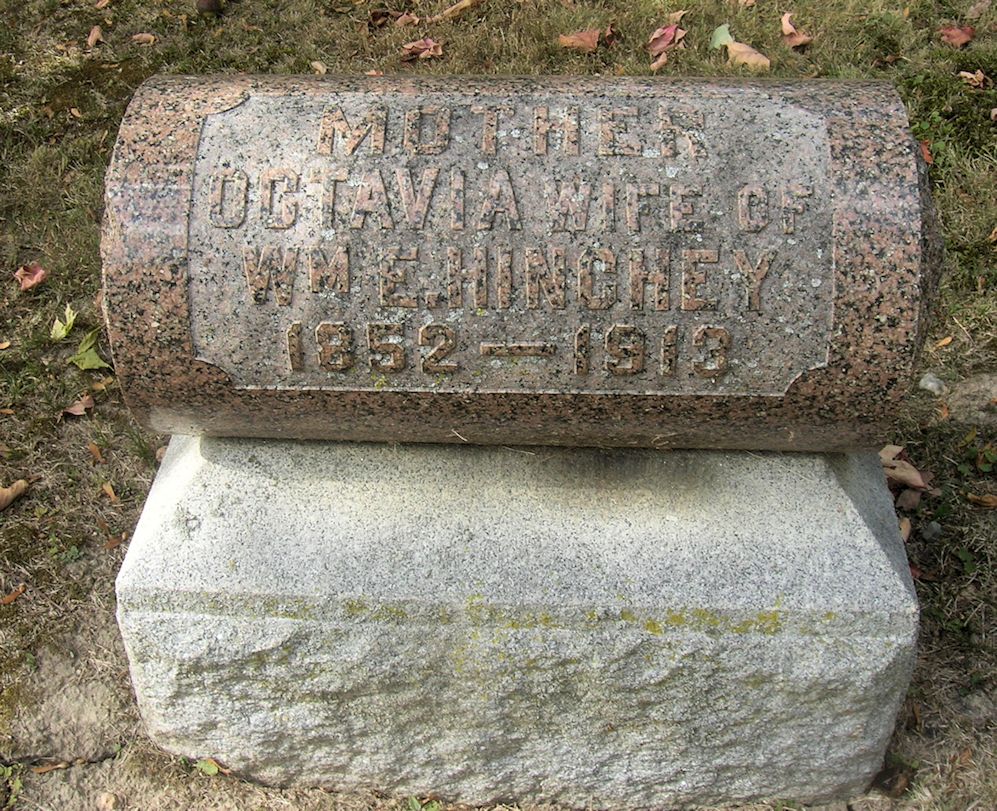 MOTHER
OCTAVIA WIFE OF
WM E. HINCHEY
1852 — 1913